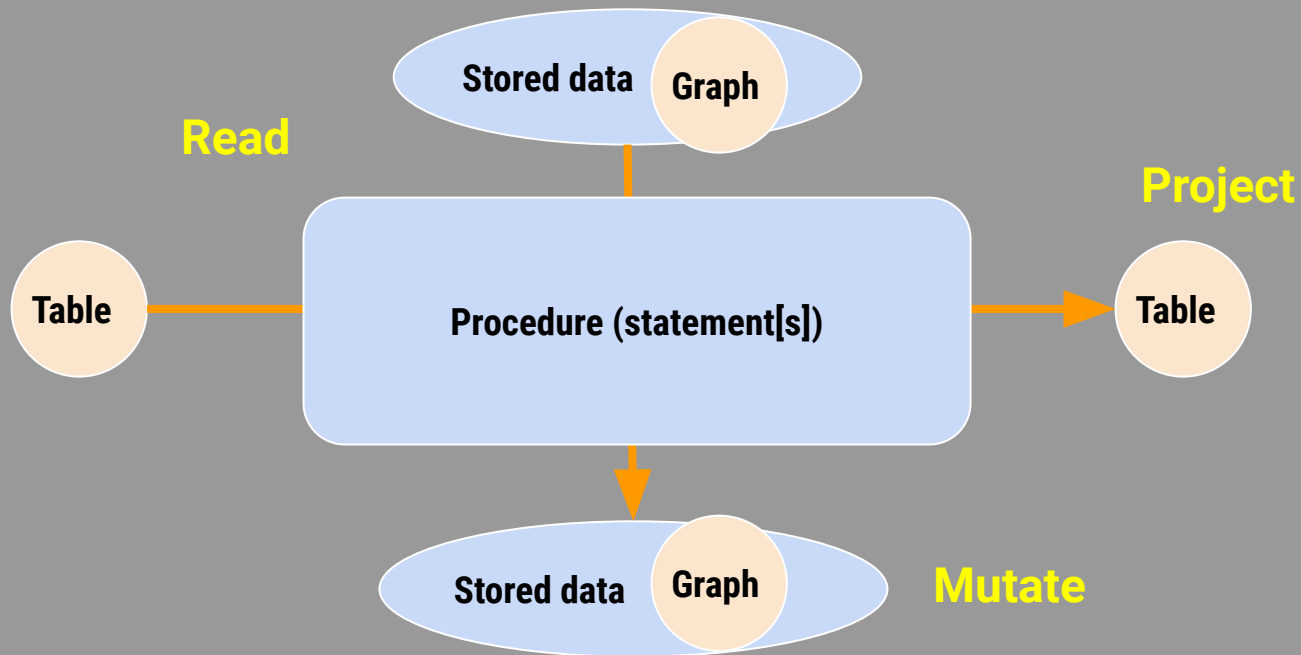 Stored data
Graph
Read
Project
Table
Procedure (statement[s])
Table
Stored data
Graph
Mutate